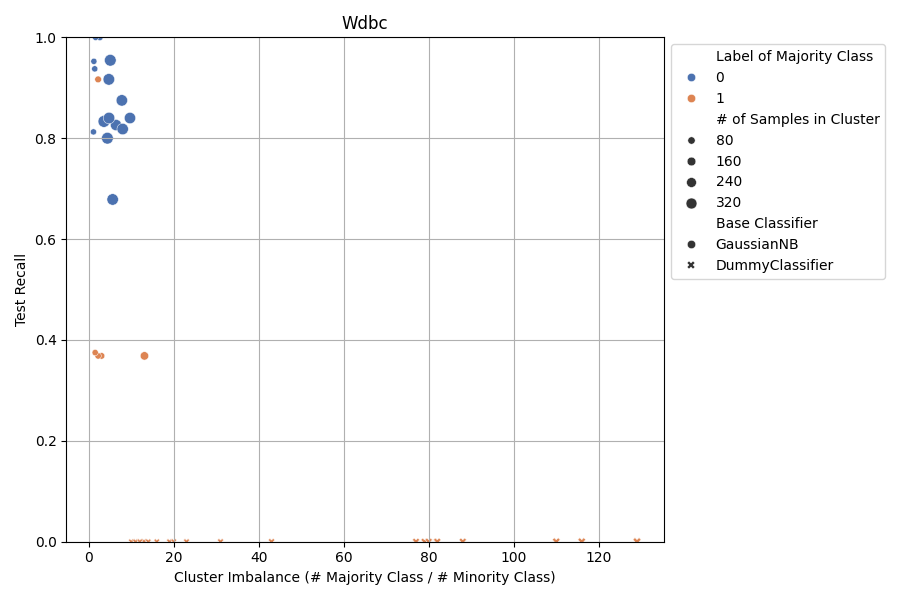 Wdbc
1.0
0.8
0.6
0.4
0.2
0.0
Test Recall
0 20 40 60 80 100 120
Cluster Imbalance (# Majority Class / # Minority Class)
Label of Majority Class
0
1
# of Samples in Cluster
80
160
240
320
Base Classifier
GaussianNB
DummyClassifier